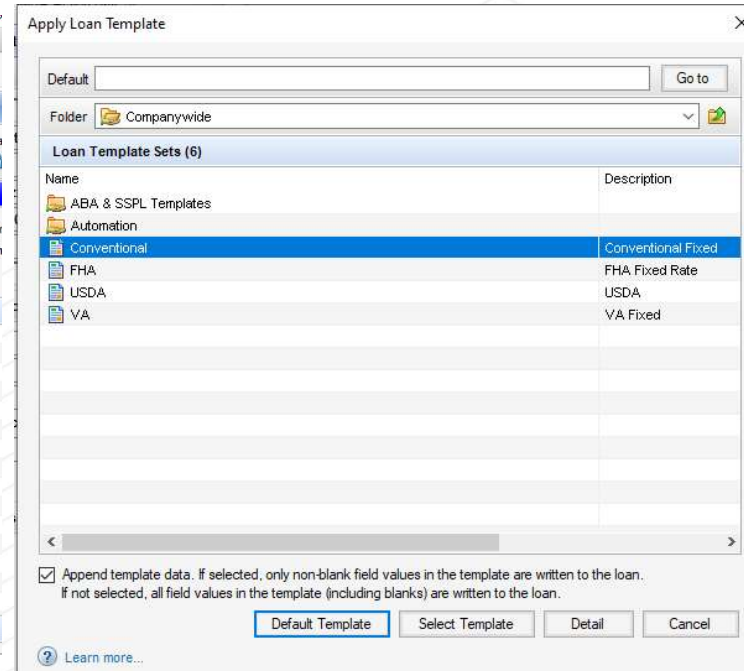 Apply Loan Template
Default
Go to
Folder Companywide
Loan Template Sets (6)
Name Description
ABA & SSPL Templates
Automation
Conventional Conventional Fixed
FHA FHA Fixed Rate
USDA USDA
VA VA Fixed
Append template data. If selected, only non-blank field values in the template are written to the loan.
If not selected, all field values in the template (including blanks) are written to the loan.
Default Template Select Template Detail Cancel
Learn more...